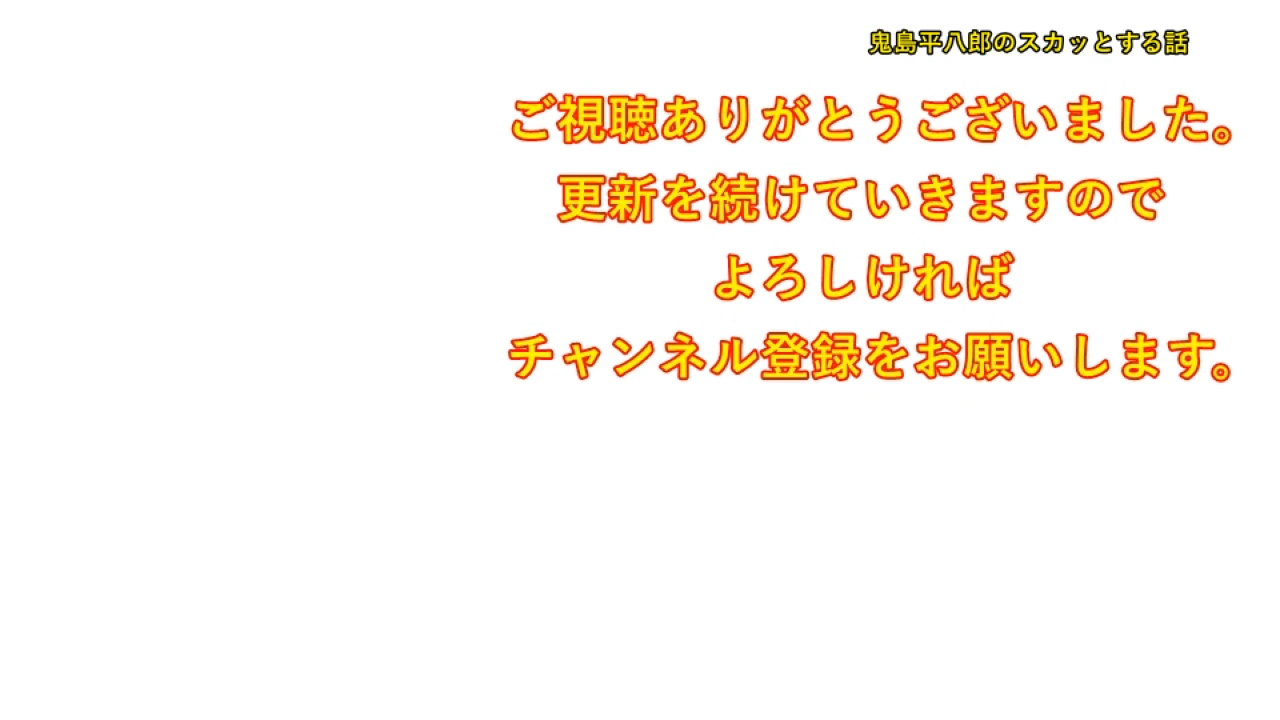 鬼島平八郎のスカッとする話
ご視聴ありがとうございました。
更新を続けていきますので
よろしければ
チャンネル登録をお願いします。